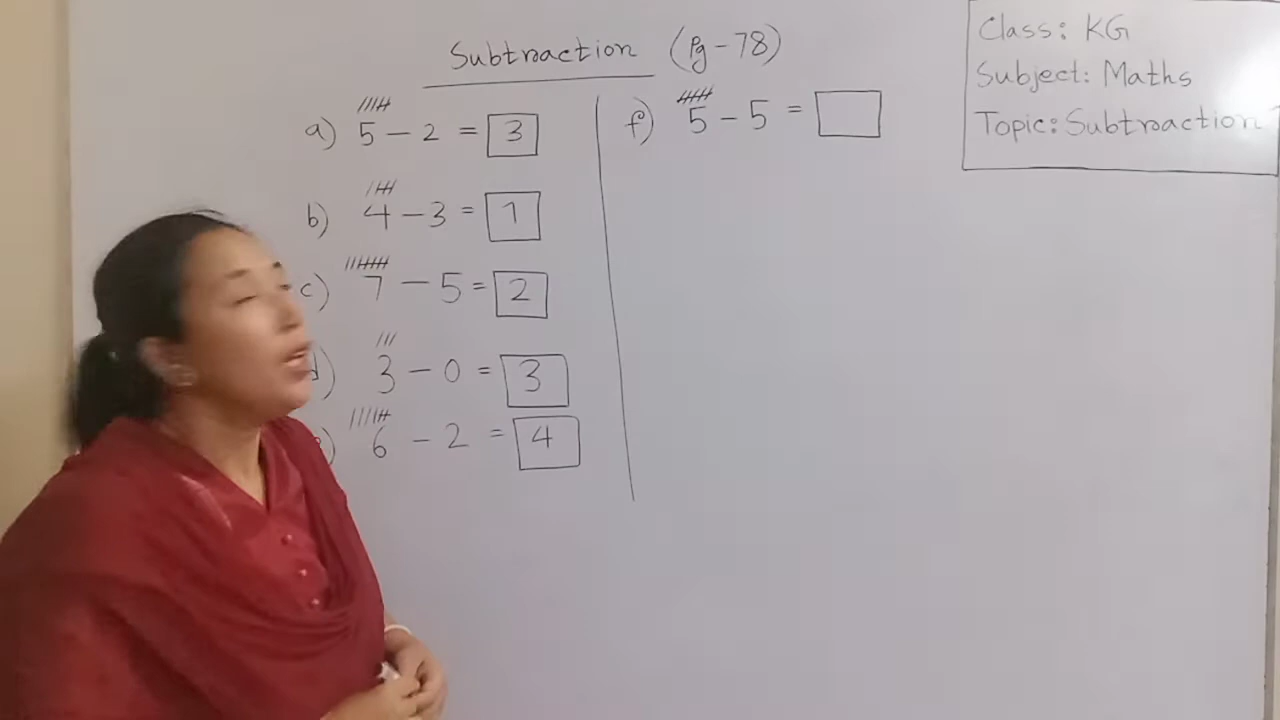 Subtraction (Pg-78)
a) 5 - 2 = 3
b) 4 - 3 = 1
c) 7 - 5 = 2
d) 3 - 0 = 3
6 - 2 = 4
f) 5 - 5 =
Class: KG
Subject: Maths
Topic: Subtraction